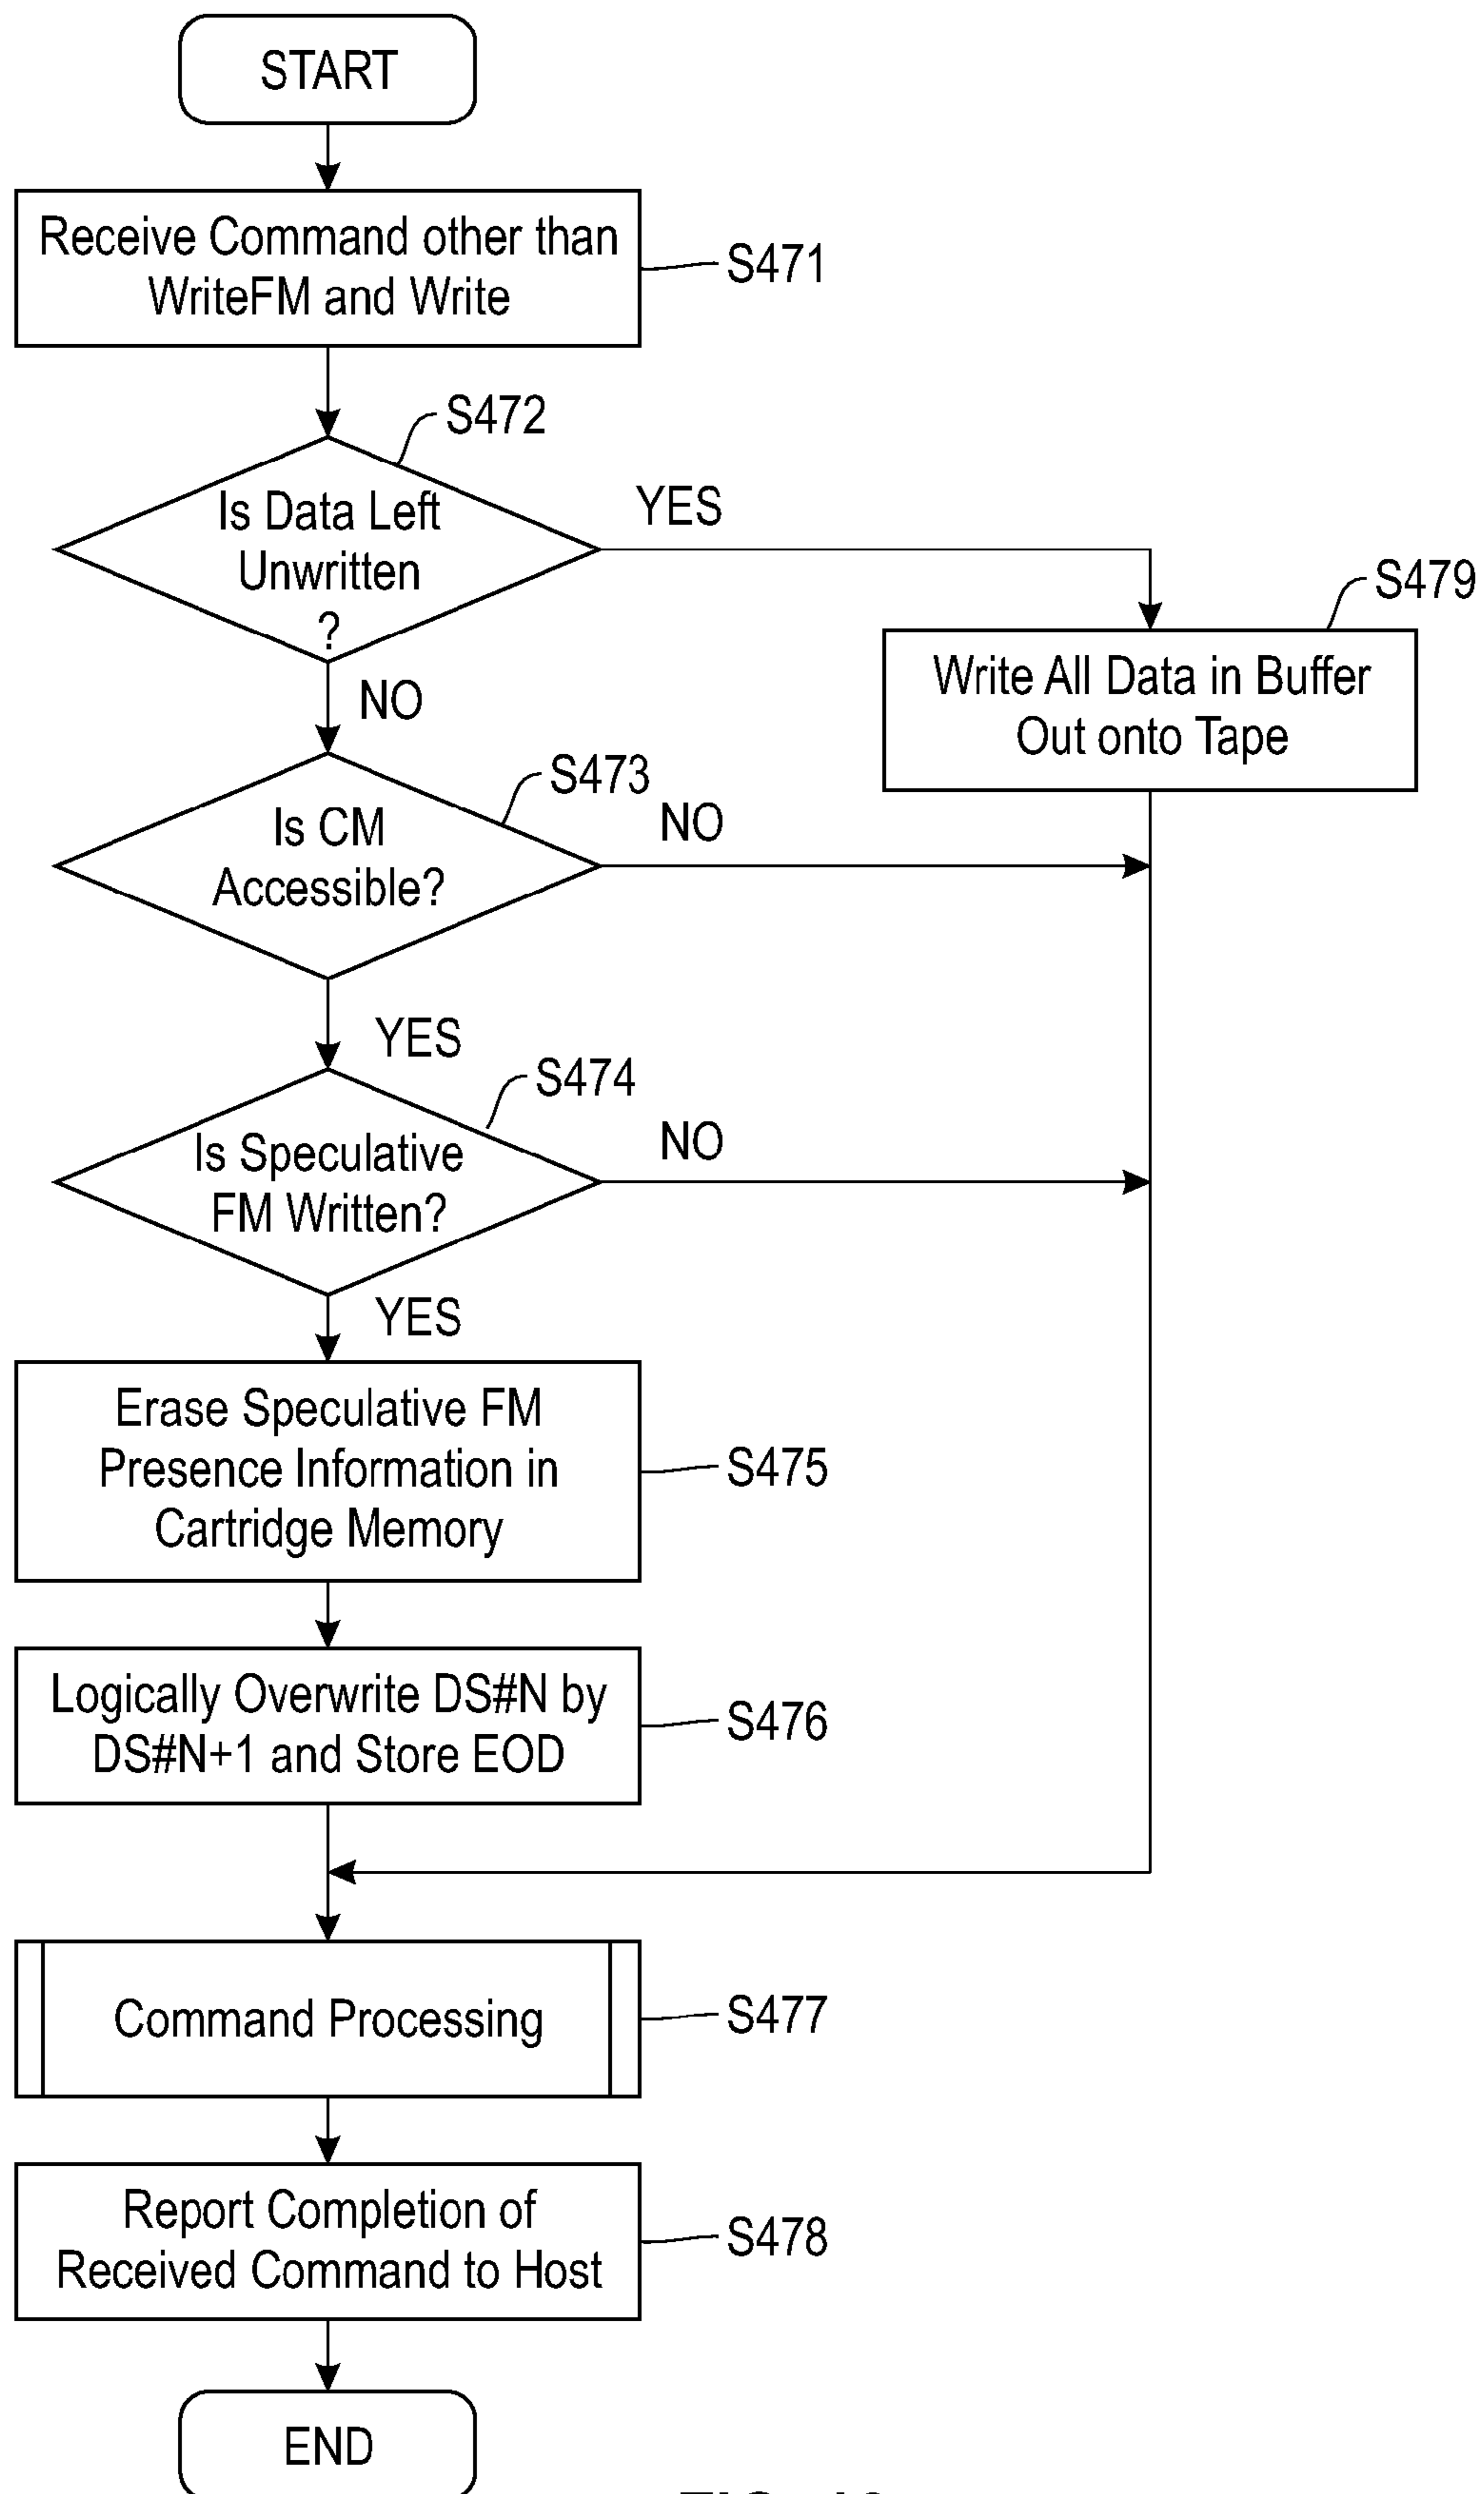 START
Receive Command other than
WriteFM and Write
S471
S472
Is Data Left
Unwritten
?
YES
S479
Write All Data in Buffer
Out onto Tape
NO
S473
Is CM
Accessible?
NO
YES
S474
Is Speculative
FM Written?
NO
YES
Erase Speculative FM
Presence Information in
Cartridge Memory
S475
Logically Overwrite DS#N by
DS#N+1 and Store EOD
S476
Command Processing
S477
Report Completion of
Received Command to Host
S478
END